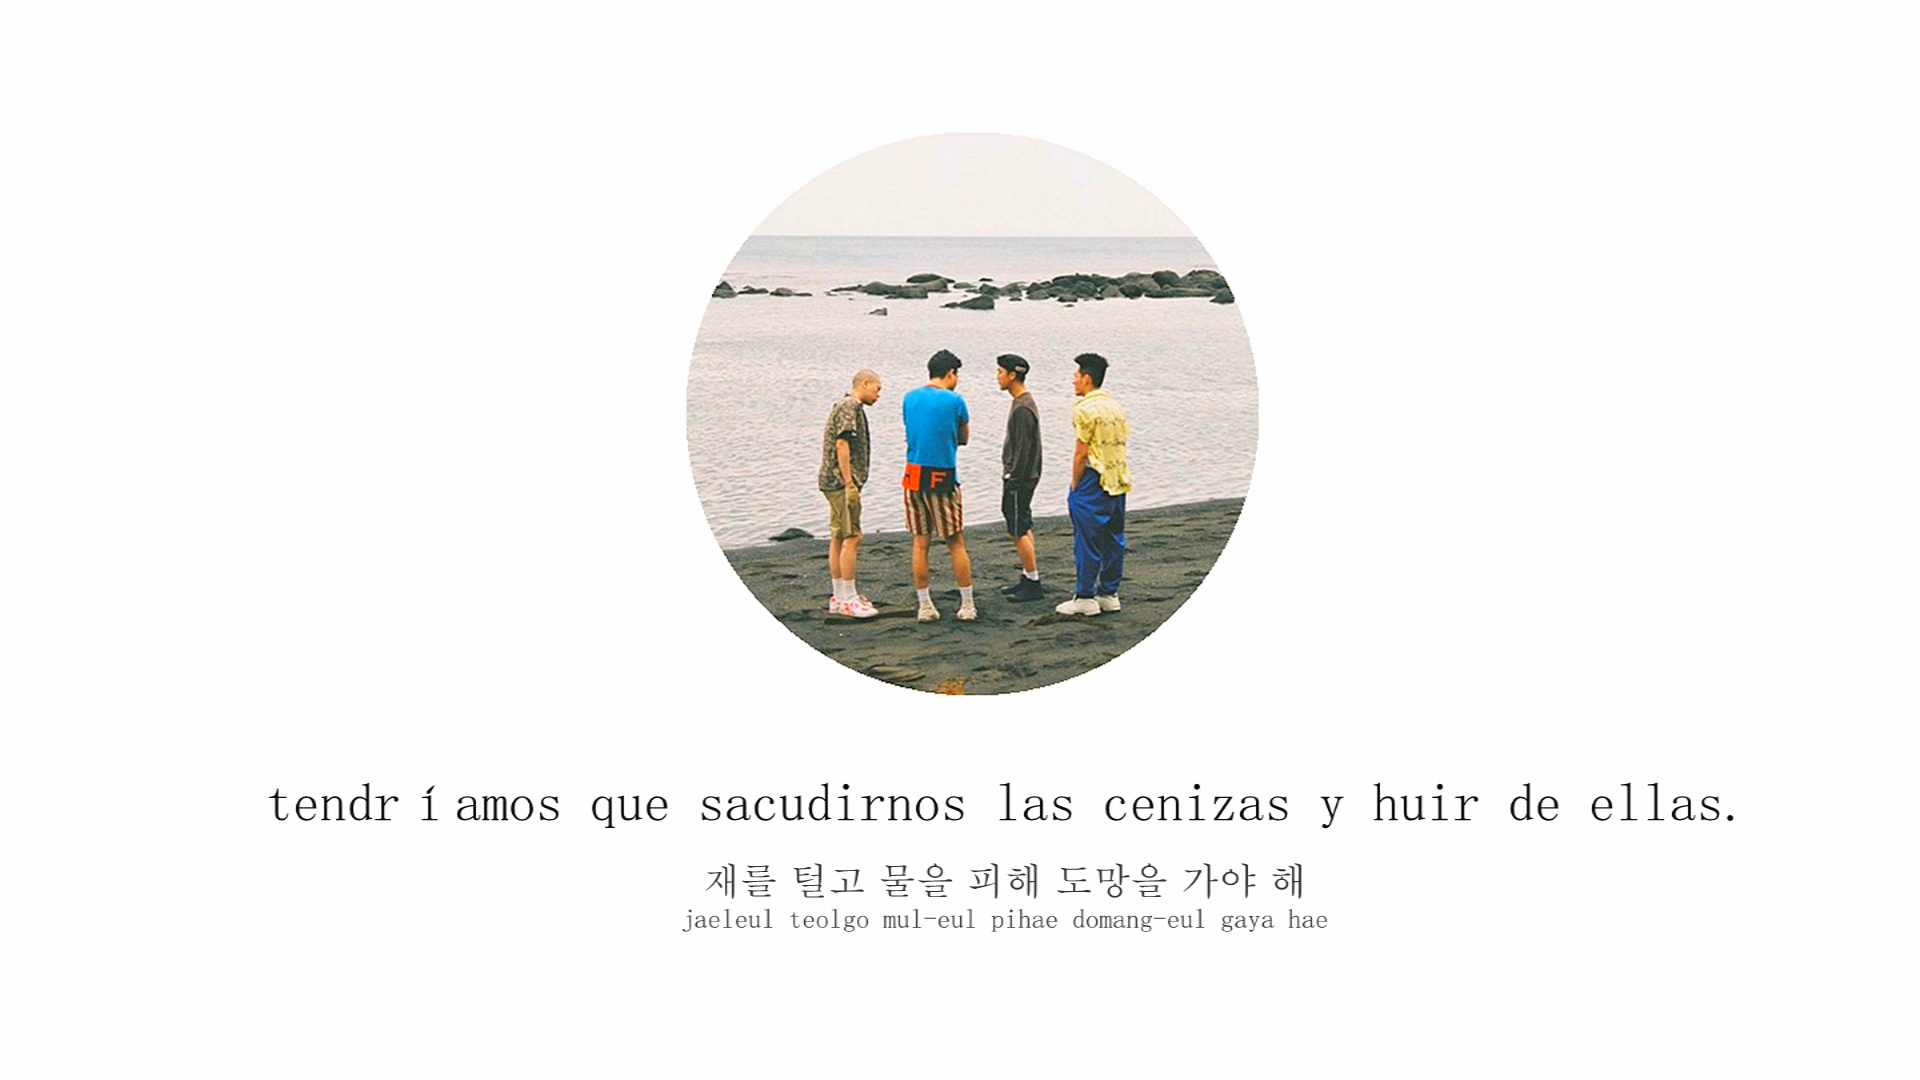 F
tendríamos que sacudirnos las cenizas y huir de ellas.
재를 털고 물을 피해 도망을 가야 해
jaeleul teolgo mul-eul pihae domang-eul gaya hae